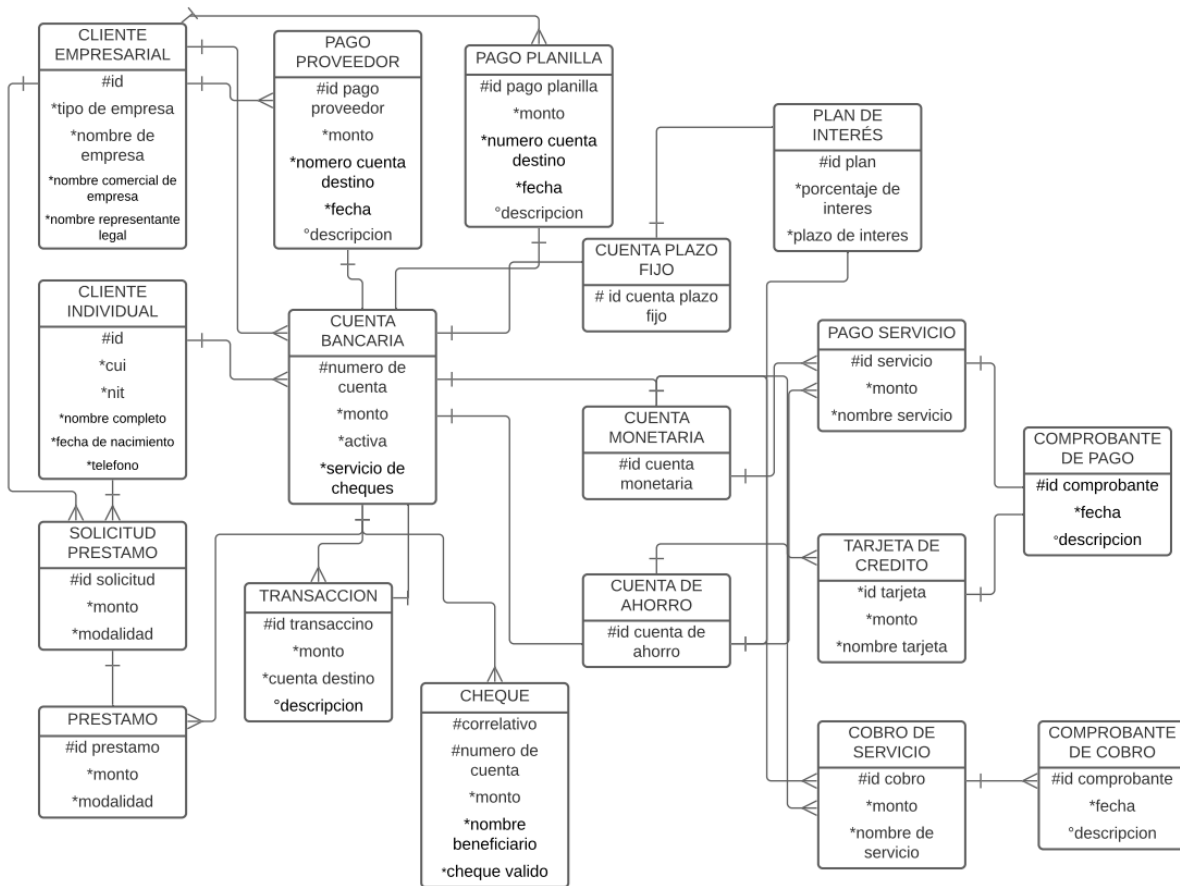 CLIENTE
EMPRESARIAL
#id
*tipo de empresa
*nombre de
empresa
*nombre comercial de
empresa
*nombre representante
legal
PAGO
PROVEEDOR
#id pago
proveedor
*monto
*nomero cuenta
destino
*fecha
°descripcion
PAGO PLANILLA
#id pago planilla
*monto
*numero cuenta
destino
*fecha
°descripcion
PLAN DE
INTERÉS
#id plan
*porcentaje de
interes
*plazo de interes
CUENTA PLAZO
FIJO
# id cuenta plazo
fijo
CLIENTE
INDIVIDUAL
#id
*cui
*nit
*nombre completo
*fecha de nacimiento
*telefono
CUENTA
BANCARIA
#numero de
cuenta
*monto
*activa
*servicio de
cheques
PAGO SERVICIO
#id servicio
*monto
*nombre servicio
CUENTA
MONETARIA
#id cuenta
monetaria
COMPROBANTE
DE PAGO
#id comprobante
*fecha
°descripcion
SOLICITUD
PRESTAMO
#id solicitud
*monto
*modalidad
TRANSACCION
#id transaccino
*monto
*cuenta destino
°descripcion
CUENTA DE
AHORRO
#id cuenta de
ahorro
TARJETA DE
CREDITO
*id tarjeta
*monto
*nombre tarjeta
PRESTAMO
#id prestamo
*monto
*modalidad
CHEQUE
#correlativo
#numero de
cuenta
*monto
*nombre
beneficiario
*cheque valido
COBRO DE
SERVICIO
#id cobro
*monto
*nombre de
servicio
COMPROBANTE
DE COBRO
#id comprobante
*fecha
°descripcion